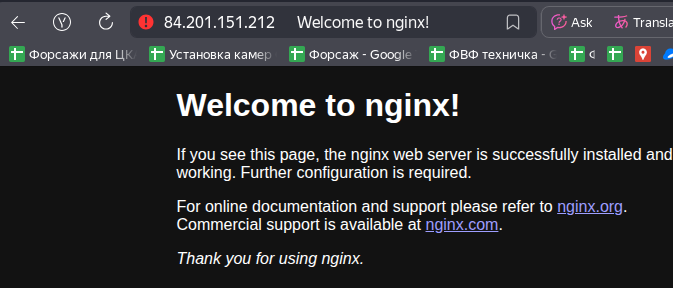 84.201.151.212 Welcome to nginx! Ask
Форсажи для ЦК Установка камер Форсаж - Google ФВФ техничка - G
Welcome to nginx!
If you see this page, the nginx web server is successfully installed and
working. Further configuration is required.
For online documentation and support please refer to nginx.org.
Commercial support is available at nginx.com.
Thank you for using nginx.